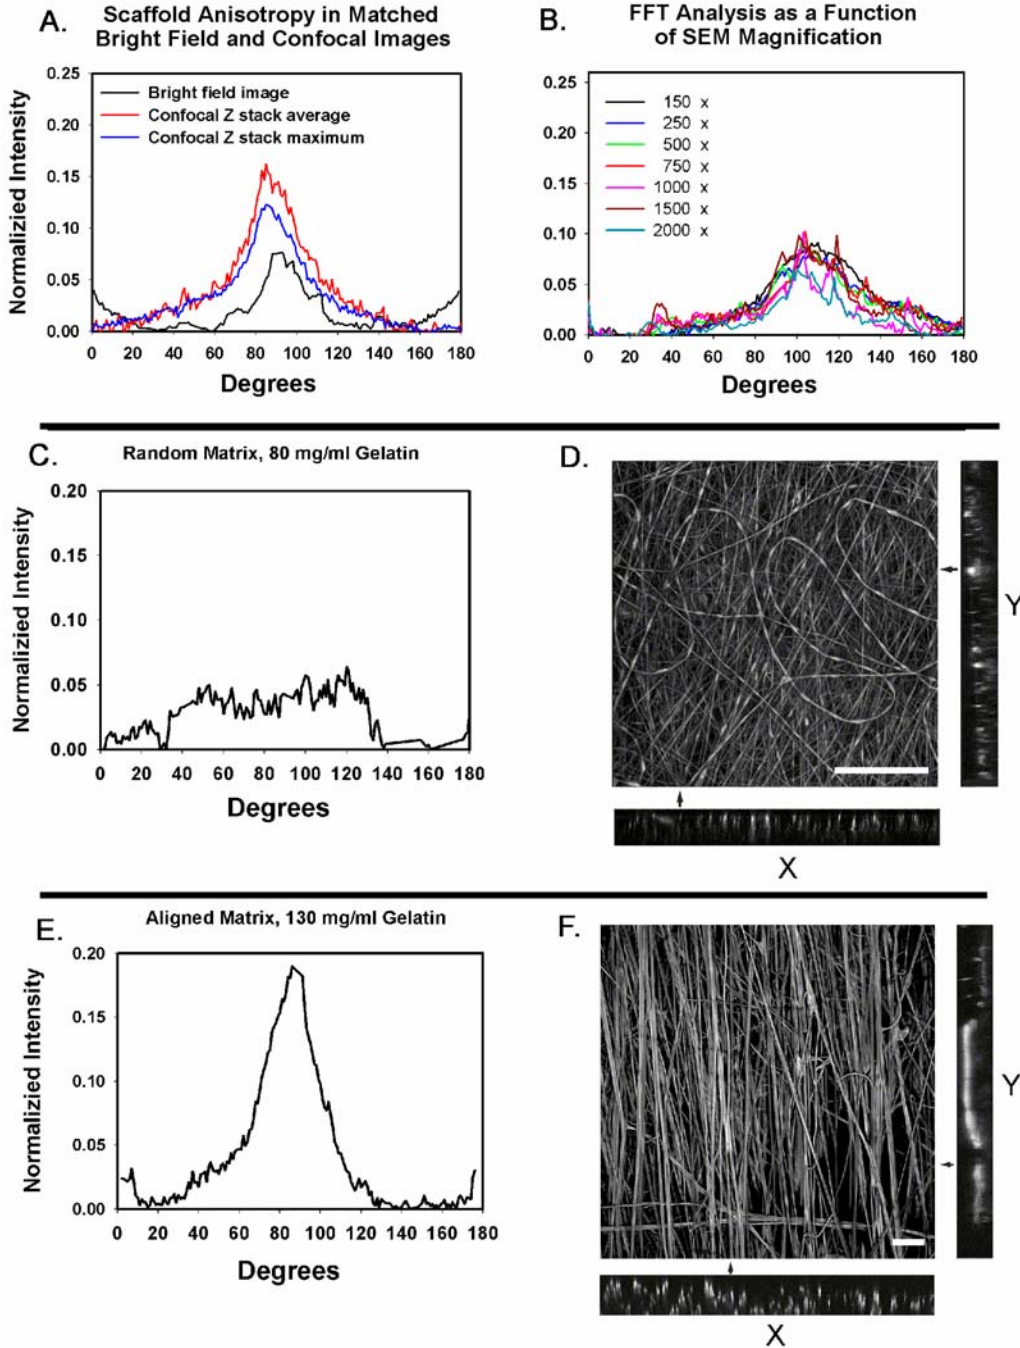 A.
Scaffold Anisotropy in Matched
Bright Field and Confocal Images
Normalizied Intensity
0.25
0.20
0.15
0.10
0.05
0.00
Bright field image
Confocal Z stack average
Confocal Z stack maximum
0 20 40 60 80 100 120 140 160 180
Degrees
B.
FFT Analysis as a Function
of SEM Magnification
0.25
0.20
0.15
0.10
0.05
0.00
150 x
250 x
500 x
750 x
1000 x
1500 x
2000 x
0 20 40 60 80 100 120 140 160 180
Degrees
C.
Random Matrix, 80 mg/ml Gelatin
Normalizied Intensity
0.20
0.15
0.10
0.05
0.00
0 20 40 60 80 100 120 140 160 180
Degrees
D.
Y
X
E.
Aligned Matrix, 130 mg/ml Gelatin
Normalizied Intensity
0.20
0.15
0.10
0.05
0.00
0 20 40 60 80 100 120 140 160 180
Degrees
F.
Y
X